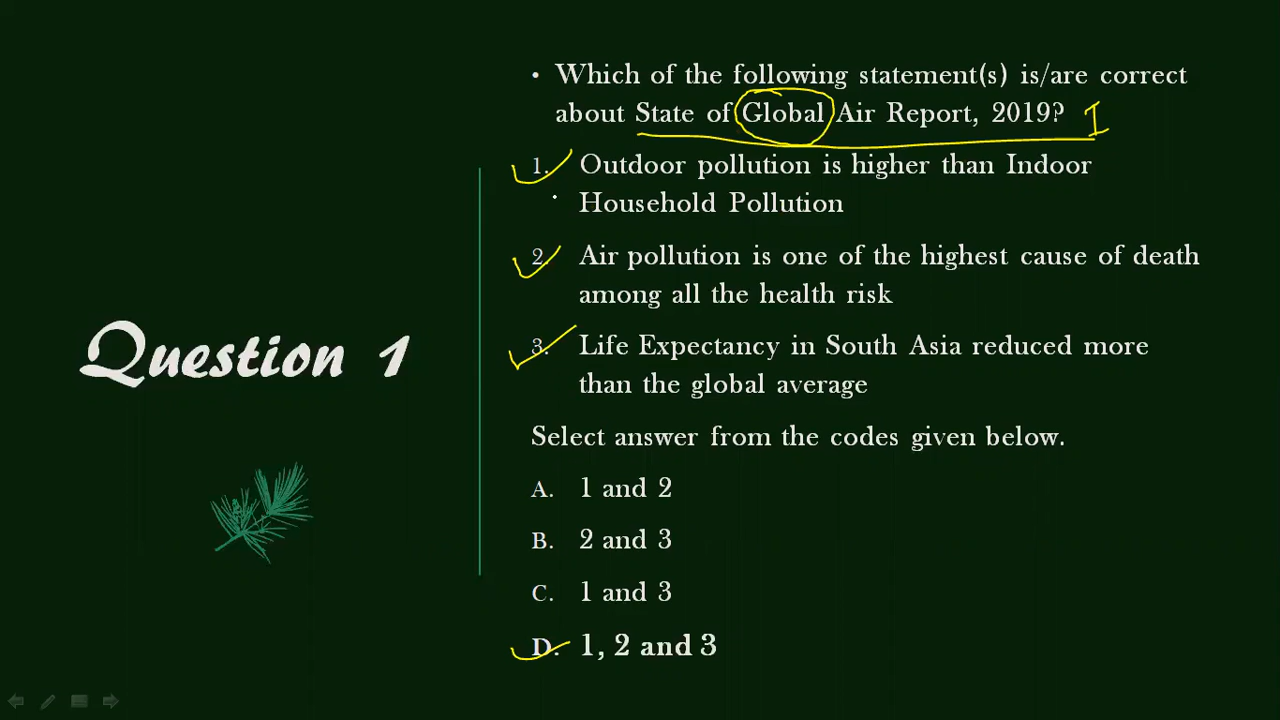 Question 1
• Which of the following statement(s) is/are correct
about State of Global Air Report, 2019? I
1. Outdoor pollution is higher than Indoor
Household Pollution
2. Air pollution is one of the highest cause of death
among all the health risk
3. Life Expectancy in South Asia reduced more
than the global average
Select answer from the codes given below.
A. 1 and 2
B. 2 and 3
C. 1 and 3
D. 1, 2 and 3